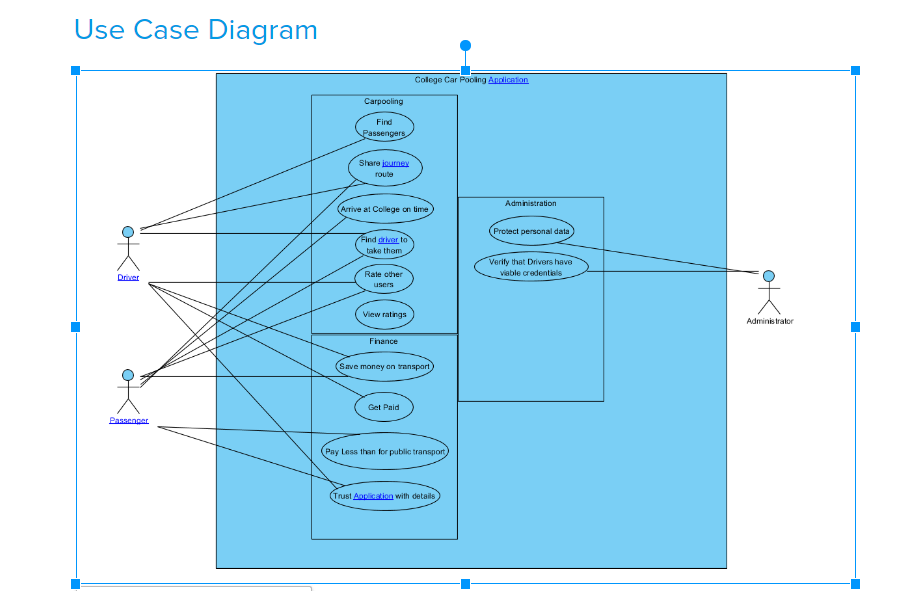 Use Case Diagram
College Car Pooling Application
Carpooling
Find
Passengers
Share journey
route
Arrive at College on time
Find driver to
take them
Rate other
users
View ratings
Finance
Save money on transport
Get Paid
Pay Less than for public transport
Trust Application with details
Administration
Protect personal data
Verify that Drivers have
viable credentials
Driver
Passenger
Administrator